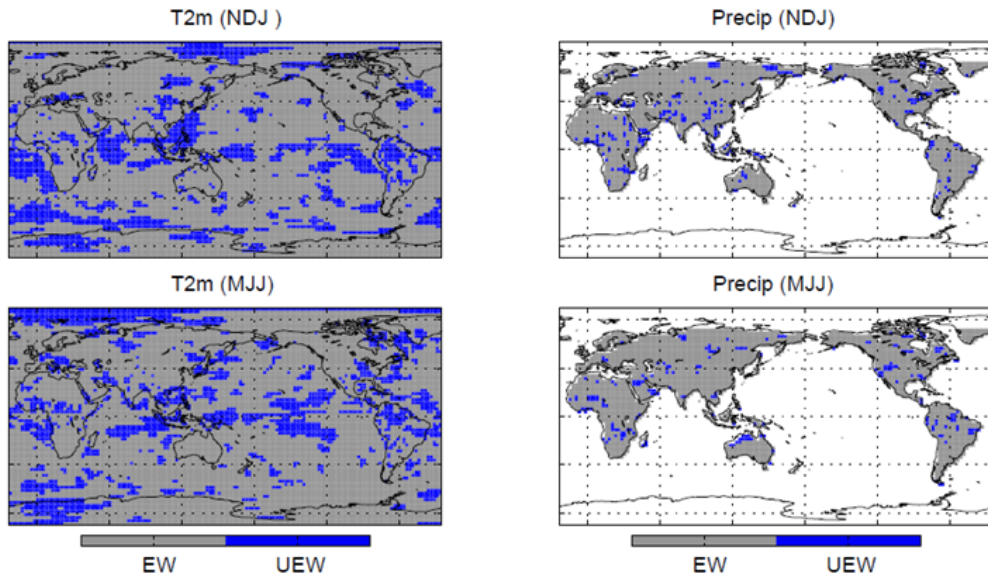 T2m (NDJ )
Precip (NDJ)
T2m (MJJ)
Precip (MJJ)
EW UEW
EW UEW